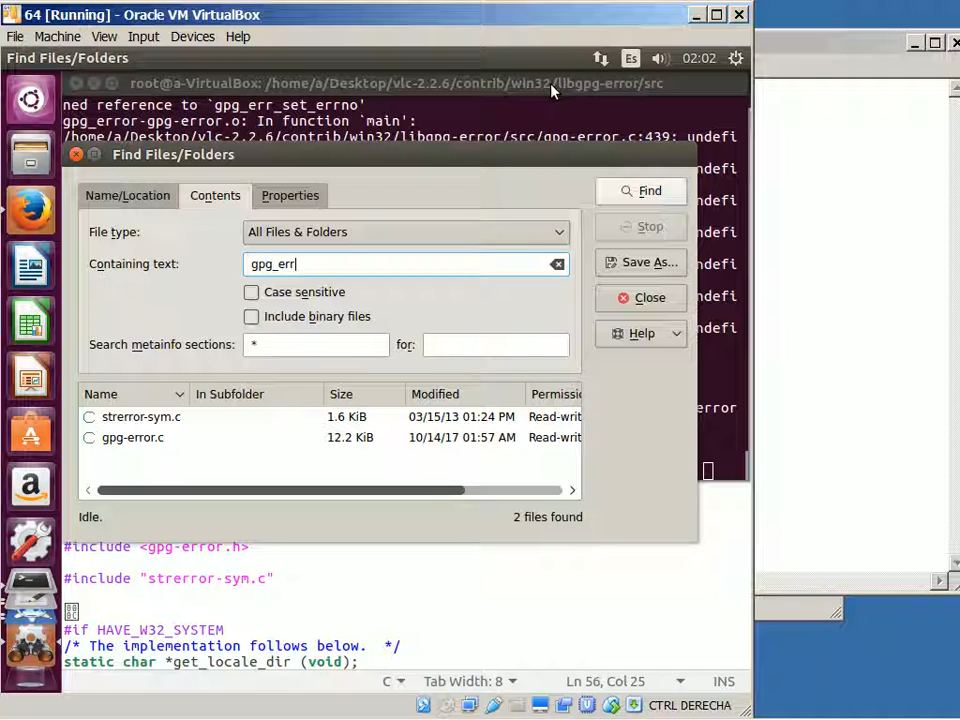 64 [Running] - Oracle VM VirtualBox
File Machine View Input Devices Help
Find Files/Folders
Es
02:02
root@a-VirtualBox: /home/a/Desktop/vlc-2.2.6/contrib/win32/libgpg-error/src
ned reference to `gpg_err_set_errno'
gpg_error-gpg-error.o: In function `main':
/home/a/Desktop/vlc-2.2.6/contrib/win32/libgpg-error/src/gpg-error.c:439: undefi
Find Files/Folders
defi
Name/Location
Contents
Properties
Find
File type:
All Files & Folders
Stop
Containing text:
gpg_err
Save As...
Case sensitive
Close
Include binary files
Help
Search metainfo sections:
*
for:
Name
In Subfolder
Size
Modified
Permissic
strerror-sym.c
1.6 KiB
03/15/13 01:24 PM
Read-writ
gpg-error.c
12.2 KiB
10/14/17 01:57 AM
Read-writ
error
Idle.
2 files found
#include <gpg-error.h>
#include "strerror-sym.c"
#if HAVE_W32_SYSTEM
/* The implementation follows below. */
static char *get_locale_dir (void);
C
Tab Width: 8
Ln 56, Col 25
INS
CTRL DERECHA